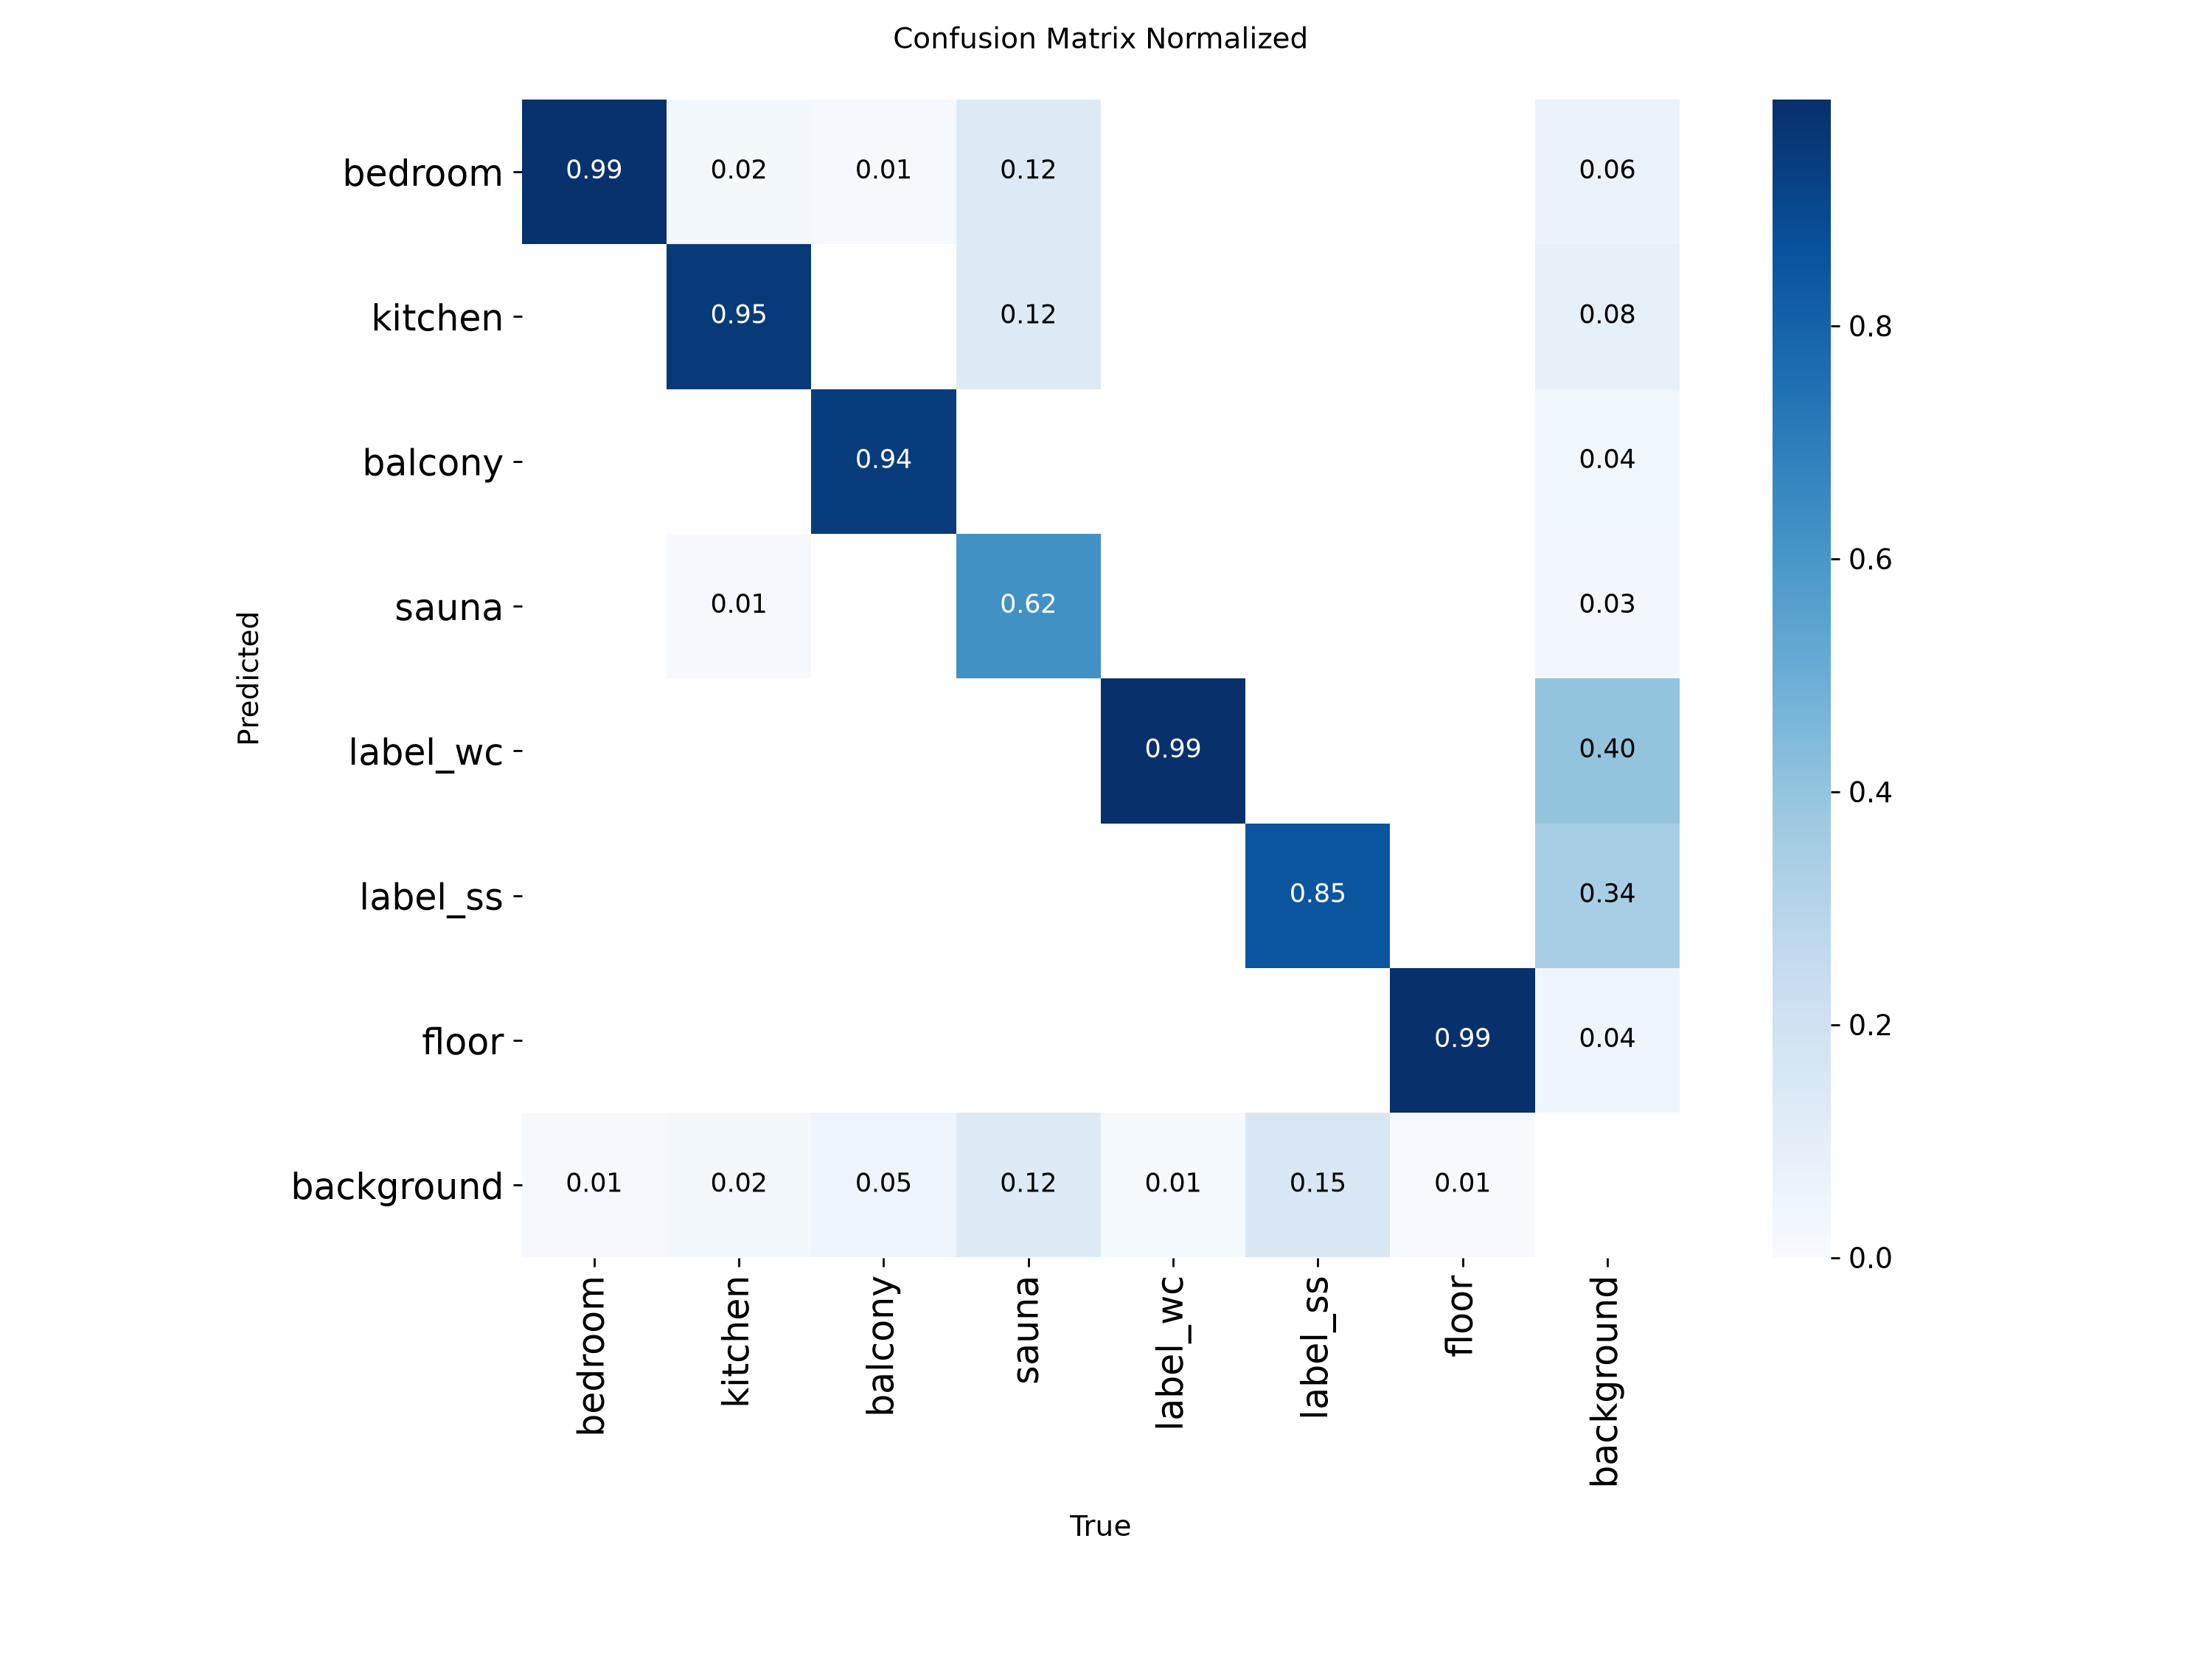 Confusion Matrix Normalized
bedroom
0.99
0.02
0.01
0.12
0.06
kitchen
0.95
0.12
0.08
balcony
0.94
0.04
sauna
0.01
0.62
0.03
label_wc
0.99
0.40
label_ss
0.85
0.34
floor
0.99
0.04
background
0.01
0.02
0.05
0.12
0.01
0.15
0.01
Predicted
bedroom
kitchen
balcony
sauna
label_wc
label_ss
floor
background
True
0.8
0.6
0.4
0.2
0.0